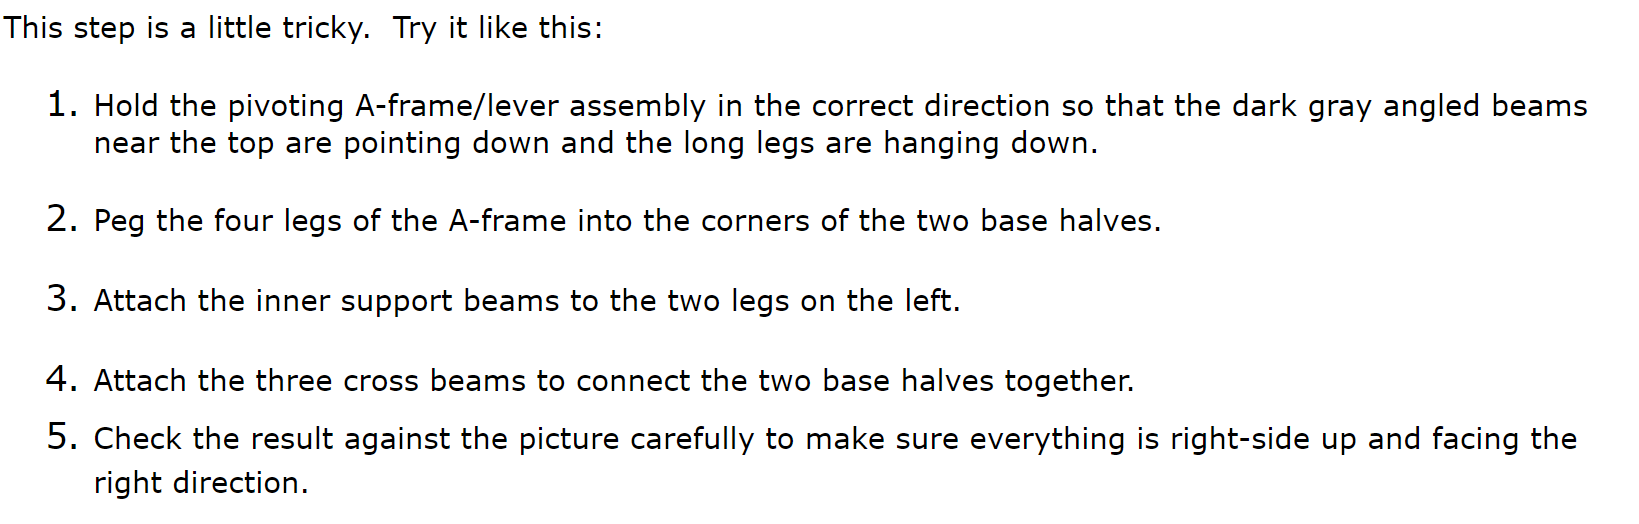 This step is a little tricky.  Try it like this:
1. Hold the pivoting A-frame/lever assembly in the correct direction so that the dark gray angled beams
near the top are pointing down and the long legs are hanging down.
2. Peg the four legs of the A-frame into the corners of the two base halves.
3. Attach the inner support beams to the two legs on the left.
4. Attach the three cross beams to connect the two base halves together.
5. Check the result against the picture carefully to make sure everything is right-side up and facing the
right direction.